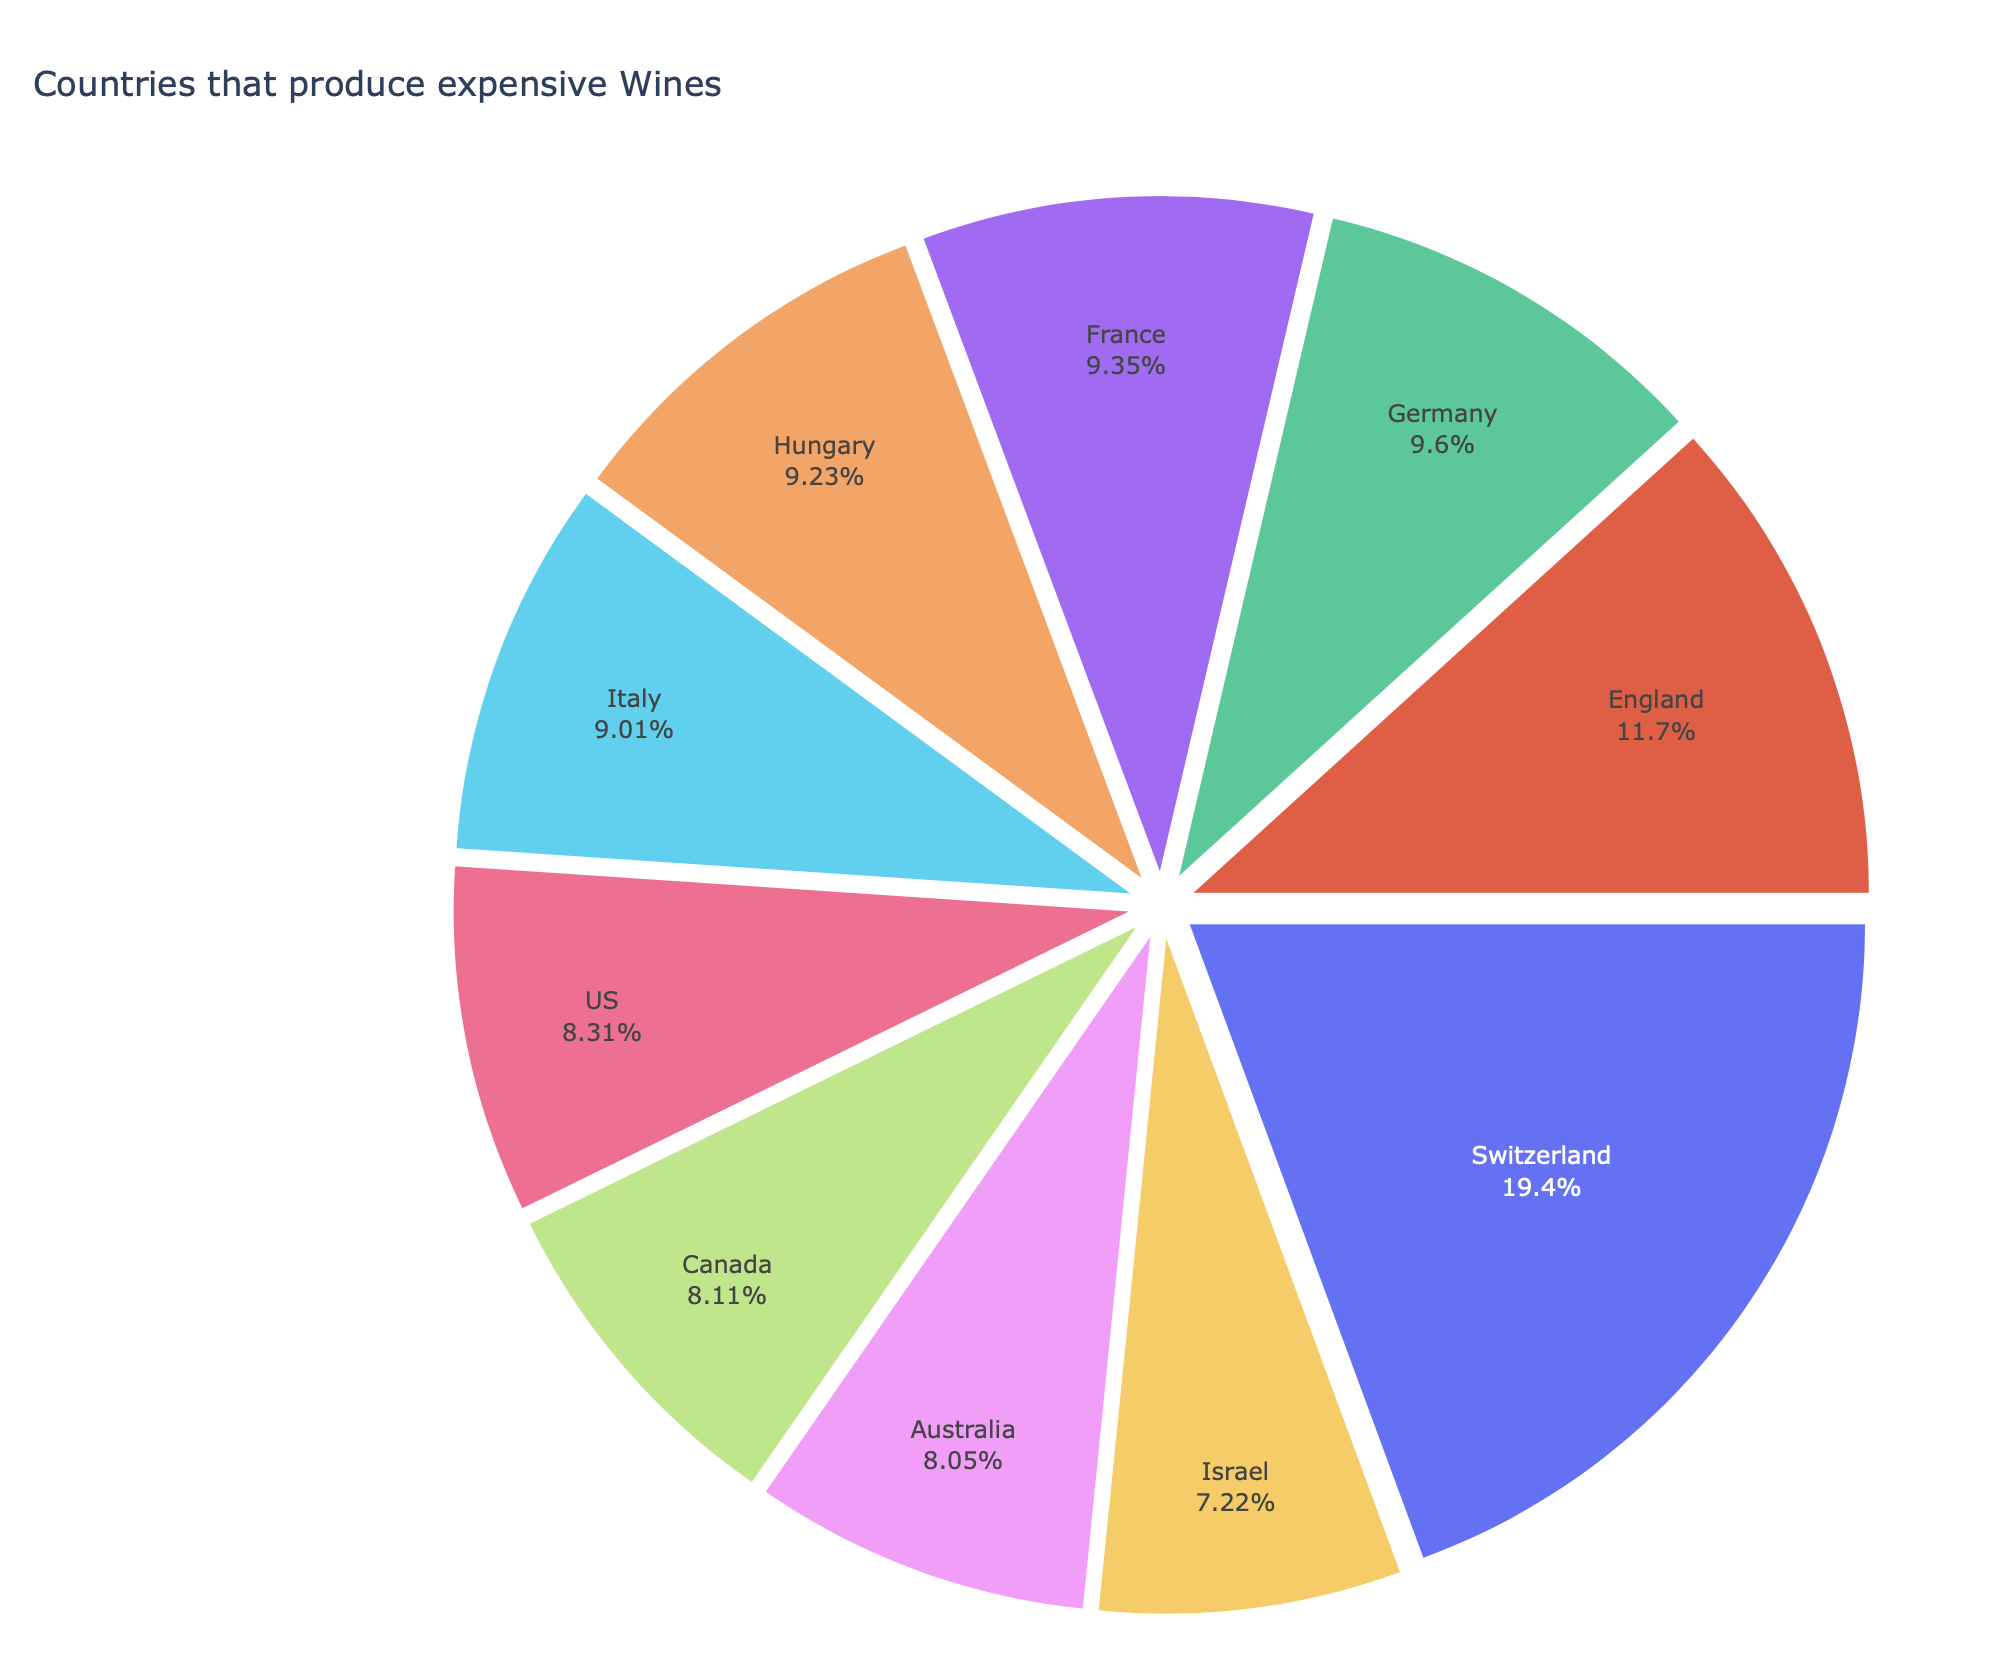 Countries that produce expensive Wines
France
9.35%
Germany
9.6%
Hungary
9.23%
Italy
9.01%
England
11.7%
US
8.31%
Switzerland
19.4%
Canada
8.11%
Australia
8.05%
Israel
7.22%